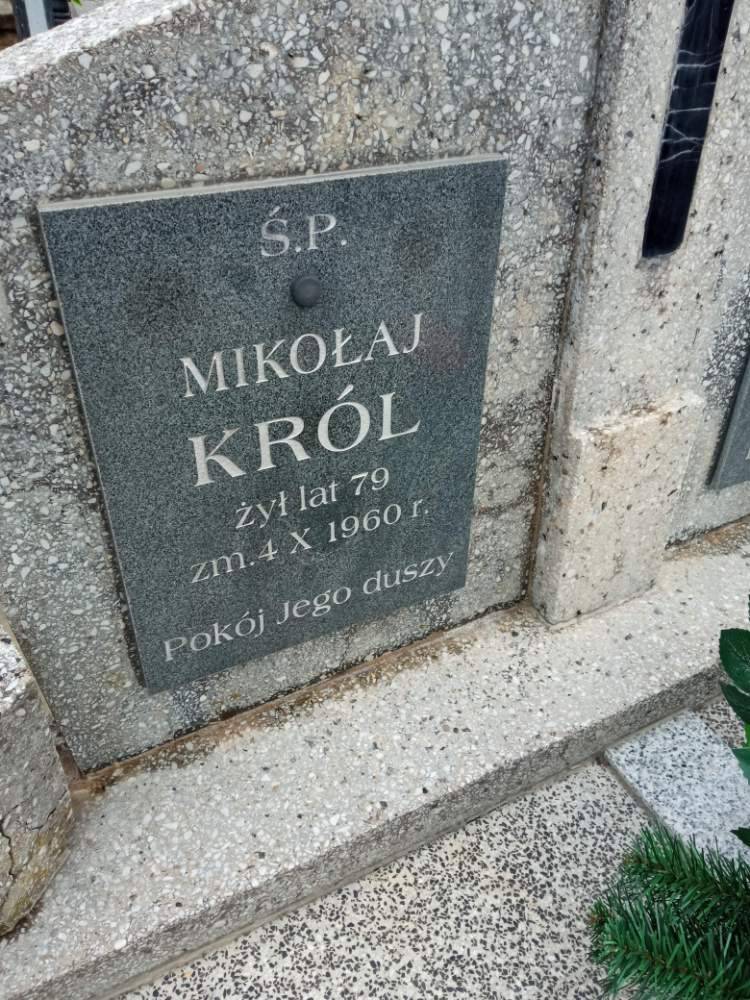 Ś.P.
MIKOŁAJ
KRÓL
żył lat 79
zm. 4 X 1960 r.
Pokój Jego duszy